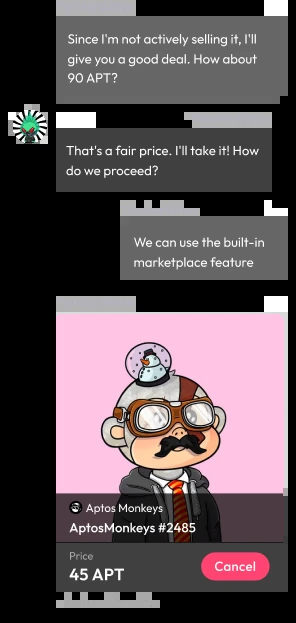 Since I'm not actively selling it, I'll
give you a good deal. How about
90 APT?
That's a fair price. I'll take it! How
do we proceed?
We can use the built-in
marketplace feature
Aptos Monkeys
AptosMonkeys #2485
Price
45 APT
Cancel